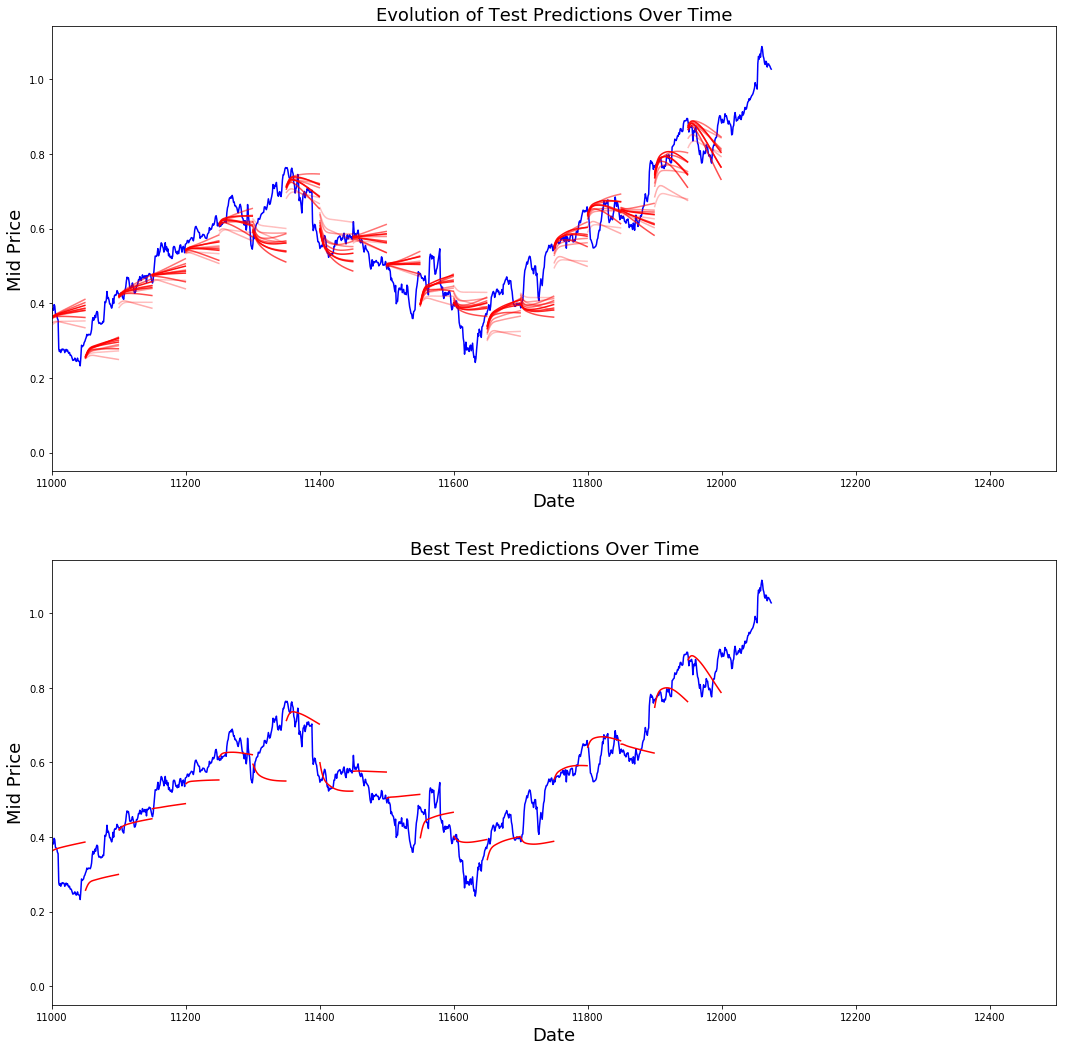 Evolution of Test Predictions Over Time
1.0
0.8
0.6
0.4
0.2
0.0
Mid Price
11000 11200 11400 11600 11800 12000 12200 12400
Date
Best Test Predictions Over Time
1.0
0.8
0.6
0.4
0.2
0.0
Mid Price
11000 11200 11400 11600 11800 12000 12200 12400
Date